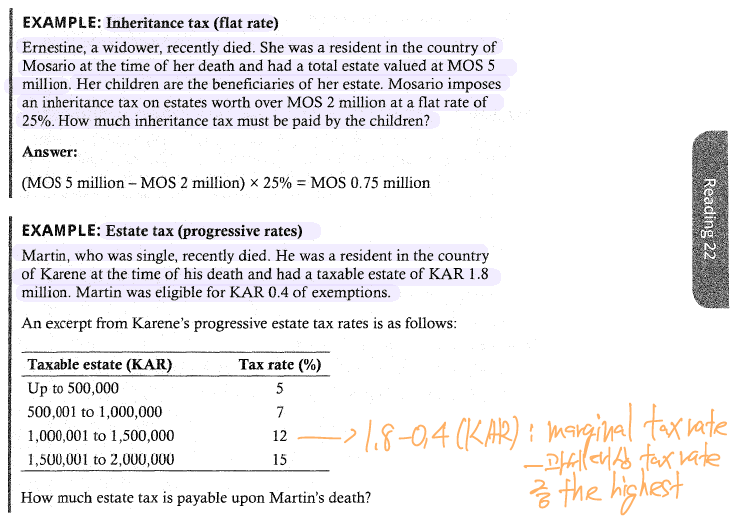 EXAMPLE: Inheritance tax (flat rate)
Ernestine, a widower, recently died. She was a resident in the country of
Mosario at the time of her death and had a total estate valued at MOS 5
million. Her children are the beneficiaries of her estate. Mosario imposes
an inheritance tax on estates worth over MOS 2 million at a flat rate of
25%. How much inheritance tax must be paid by the children?
Answer:
(MOS 5 million – MOS 2 million) × 25% = MOS 0.75 million
EXAMPLE: Estate tax (progressive rates)
Martin, who was single, recently died. He was a resident in the country
of Karene at the time of his death and had a taxable estate of KAR 1.8
million. Martin was eligible for KAR 0.4 of exemptions.
An excerpt from Karene's progressive estate tax rates is as follows:
Taxable estate (KAR) Tax rate (%)
Up to 500,000 5
500,001 to 1,000,000 7
1,000,001 to 1,500,000 12
1,500,001 to 2,000,000 15
→ 1.8-0.4 (KAR) : marginal tax rate
- 과세대상 tax rate
중 the highest
How much estate tax is payable upon Martin's death?
Reading 22